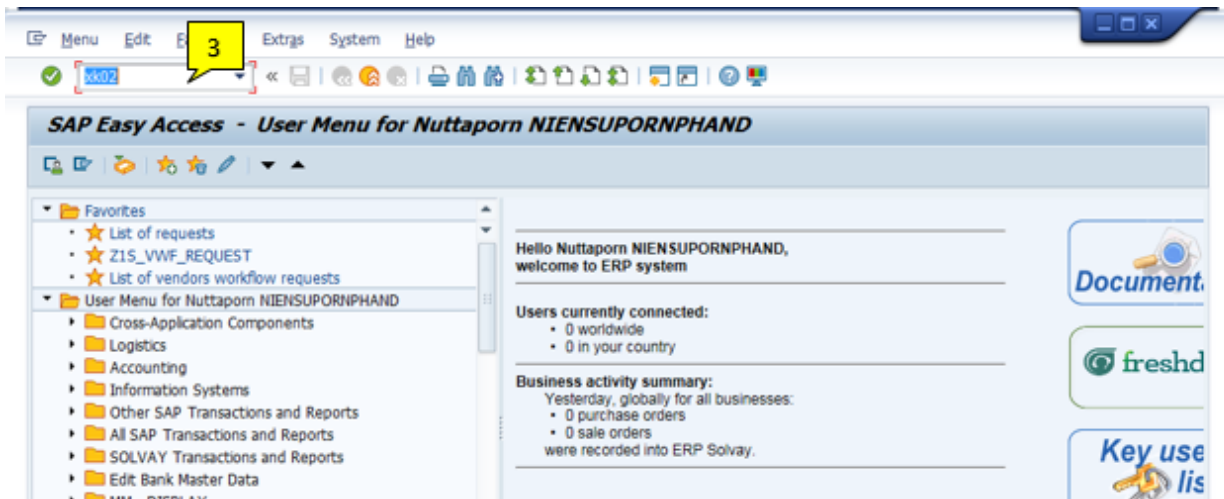 Menu Edit Extras System Help
3
xk02
SAP Easy Access - User Menu for Nuttaporn NIENSUPORNPHAND
Favorites
List of requests
Z1S_VWF_REQUEST
List of vendors workflow requests
User Menu for Nuttaporn NIENSUPORNPHAND
Cross-Application Components
Logistics
Accounting
Information Systems
Other SAP Transactions and Reports
All SAP Transactions and Reports
SOLVAY Transactions and Reports
Edit Bank Master Data
Hello Nuttaporn NIENSUPORNPHAND,
welcome to ERP system
Users currently connected:
• 0 worldwide
• 0 in your country
Business activity summary:
Yesterday, globally for all businesses:
• 0 purchase orders
• 0 sale orders
were recorded into ERP Solvay.
Document
freshd
Key use
lis